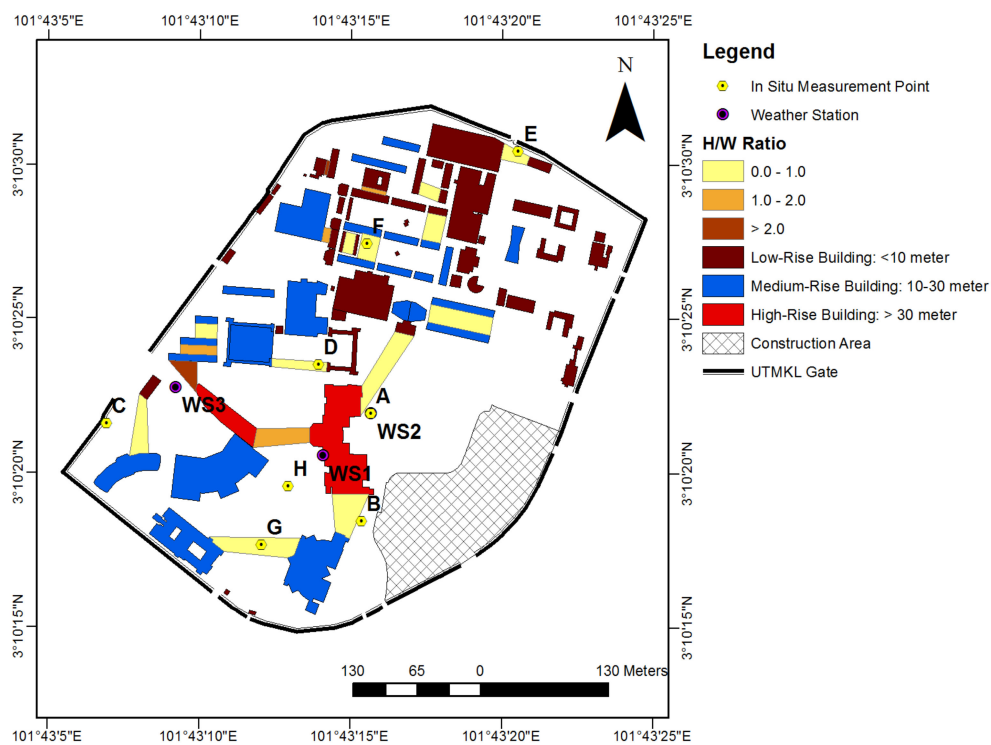 101°43'5"E 101°43'10"E 101°43'15"E 101°43'20"E 101°43'25"E
Legend
N
In Situ Measurement Point
Weather Station
E
H/W Ratio
3°10'30"N 3°10'30"N
0.0 - 1.0
1.0 - 2.0
F
> 2.0
Low-Rise Building: <10 meter
Medium-Rise Building: 10-30 meter
High-Rise Building: > 30 meter
3°10'25"N 3°10'25"N
Construction Area
D
UTMKL Gate
A
C WS3
WS2
H WS1
3°10'20"N 3°10'20"N
B
G
3°10'15"N 3°10'15"N
130 65 0 130 Meters
101°43'5"E 101°43'10"E 101°43'15"E 101°43'20"E 101°43'25"E